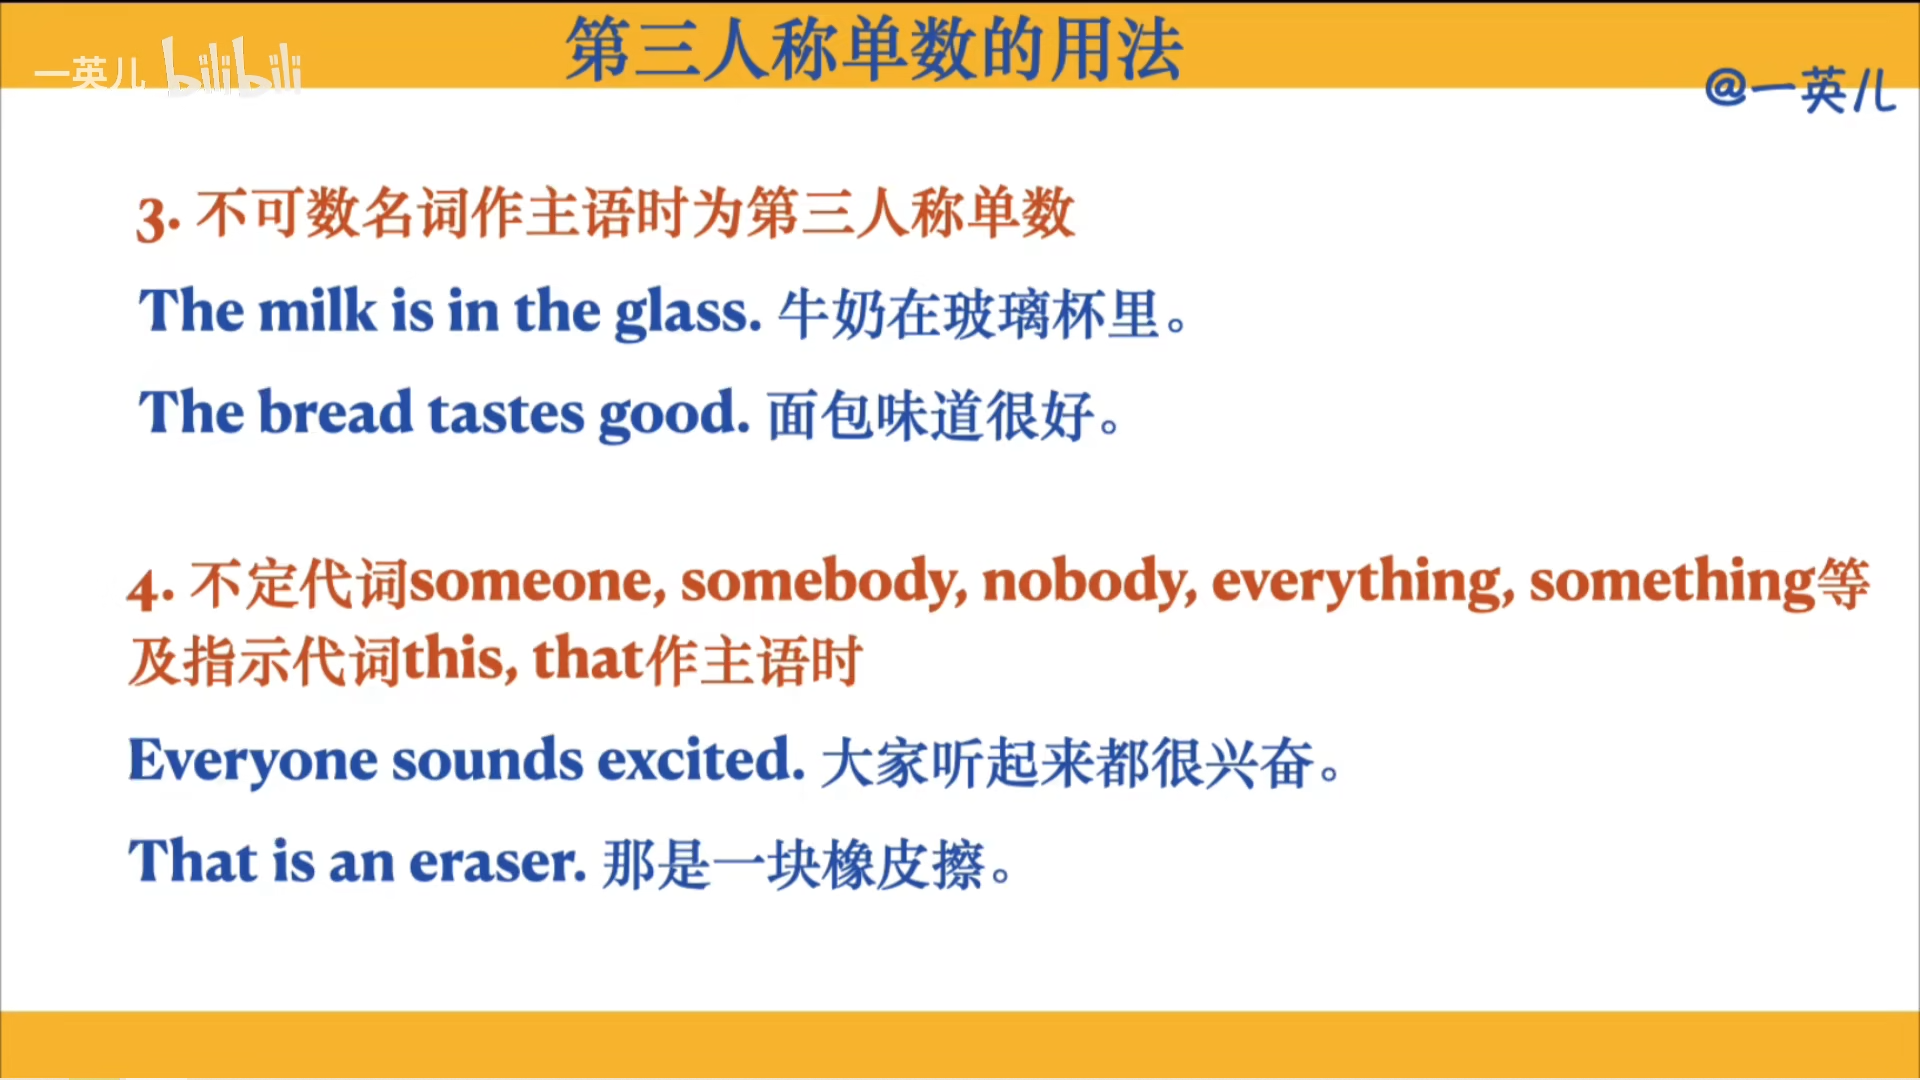 第三人称单数的用法
一英儿 bilibili
@一英儿
3. 不可数名词作主语时为第三人称单数
The milk is in the glass. 牛奶在玻璃杯里。
The bread tastes good. 面包味道很好。
4. 不定代词someone, somebody, nobody, everything, something等
及指示代词this, that作主语时
Everyone sounds excited. 大家听起来都很兴奋。
That is an eraser. 那是一块橡皮擦。